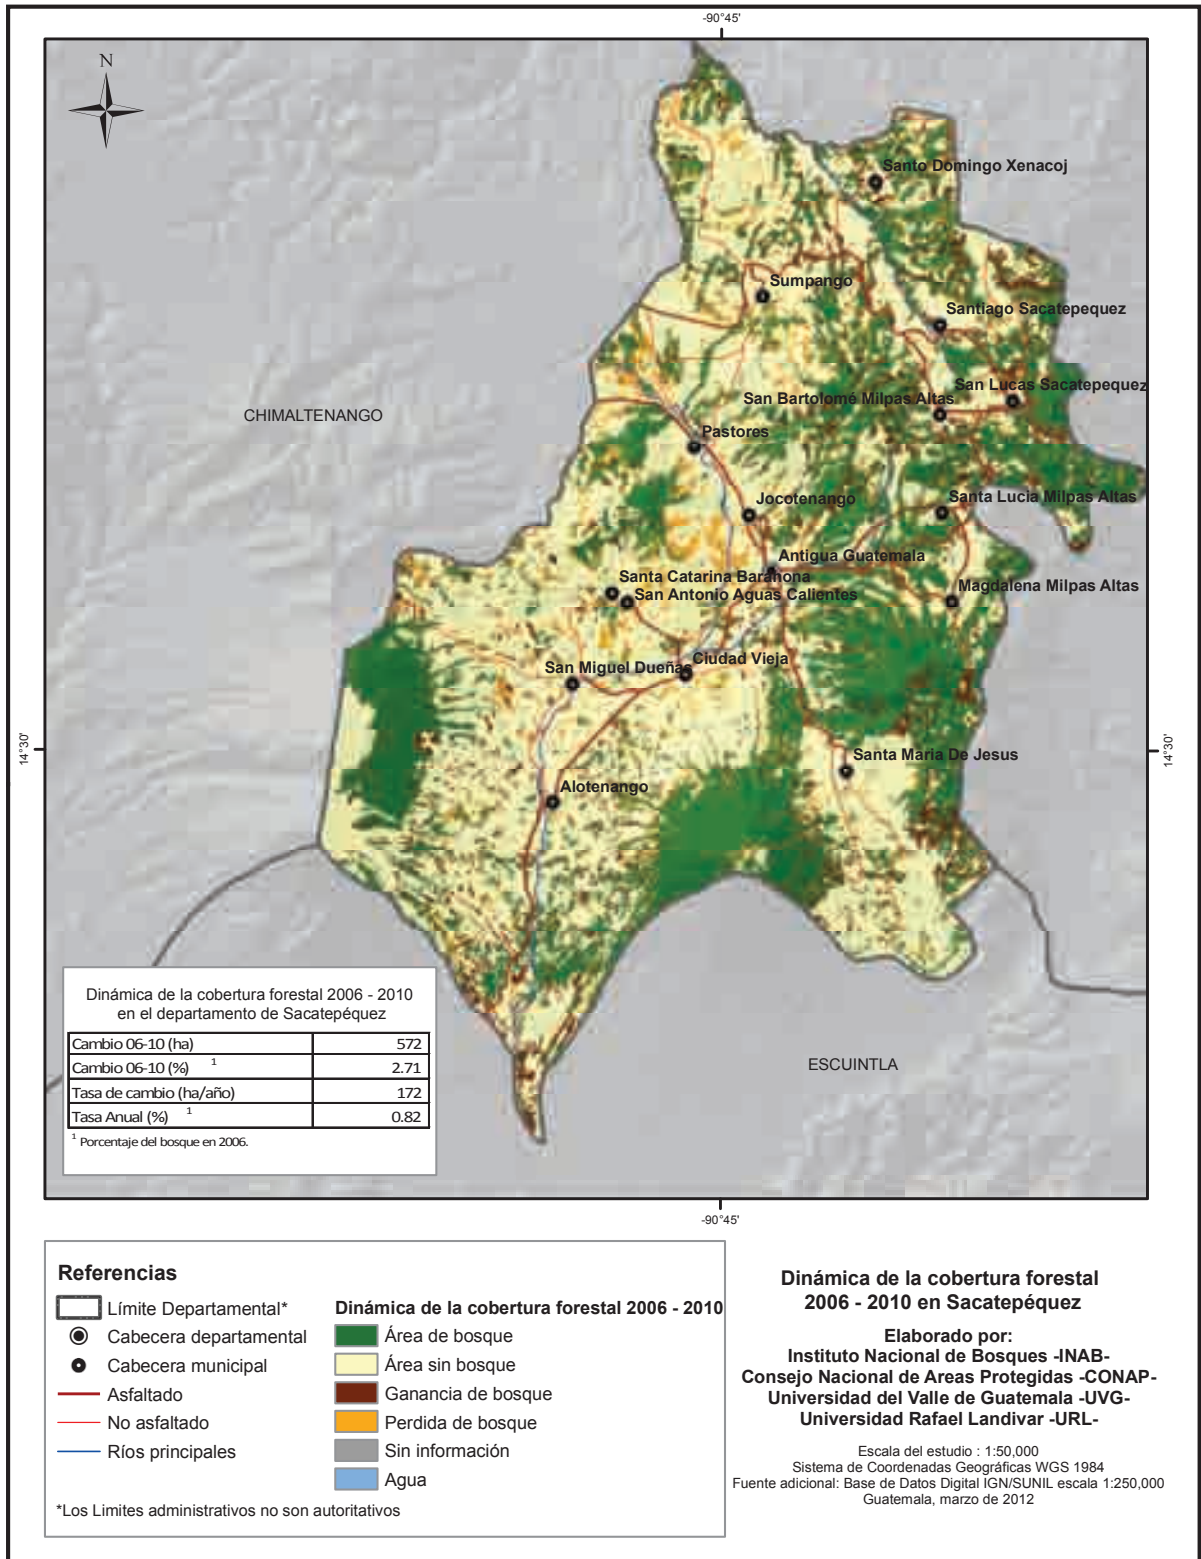 -90°45'
N
Santo Domingo Xenacoj
Sumpango
Santiago Sacatepequez
San Lucas Sacatepequez
San Bartolomé Milpas Altas
CHIMALTENANGO
Pastores
Jocotenango
Santa Lucia Milpas Altas
Antigua Guatemala
Santa Catarina Barahona
Magdalena Milpas Altas
San Antonio Aguas Calientes
Ciudad Vieja
San Miguel Dueñas
14°30'
14°30'
Santa Maria De Jesus
Alotenango
ESCUINTLA
Dinámica de la cobertura forestal 2006 - 2010
en el departamento de Sacatepéquez
Cambio 06-10 (ha) 572
Cambio 06-10 (%) 1 2.71
Tasa de cambio (ha/año) 172
Tasa Anual (%) 1 0.82
1 Porcentaje del bosque en 2006.
-90°45'
Referencias
Límite Departamental*
Cabecera departamental
Cabecera municipal
Asfaltado
No asfaltado
Ríos principales
*Los Limites administrativos no son autoritativos
Dinámica de la cobertura forestal 2006 - 2010
Área de bosque
Área sin bosque
Ganancia de bosque
Perdida de bosque
Sin información
Agua
Dinámica de la cobertura forestal
2006 - 2010 en Sacatepéquez
Elaborado por:
Instituto Nacional de Bosques -INAB-
Consejo Nacional de Areas Protegidas -CONAP-
Universidad del Valle de Guatemala -UVG-
Universidad Rafael Landivar -URL-
Escala del estudio : 1:50,000
Sistema de Coordenadas Geográficas WGS 1984
Fuente adicional: Base de Datos Digital IGN/SUNIL escala 1:250,000
Guatemala, marzo de 2012